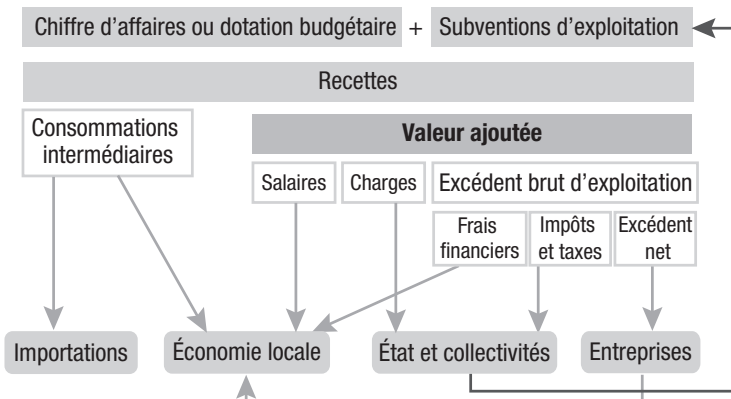 Chiffre d'affaires ou dotation budgétaire + Subventions d'exploitation
Recettes
Consommations
intermédiaires
Valeur ajoutée
Salaires
Charges
Excédent brut d'exploitation
Frais
financiers
Impôts
et taxes
Excédent
net
Importations
Économie locale
État et collectivités
Entreprises